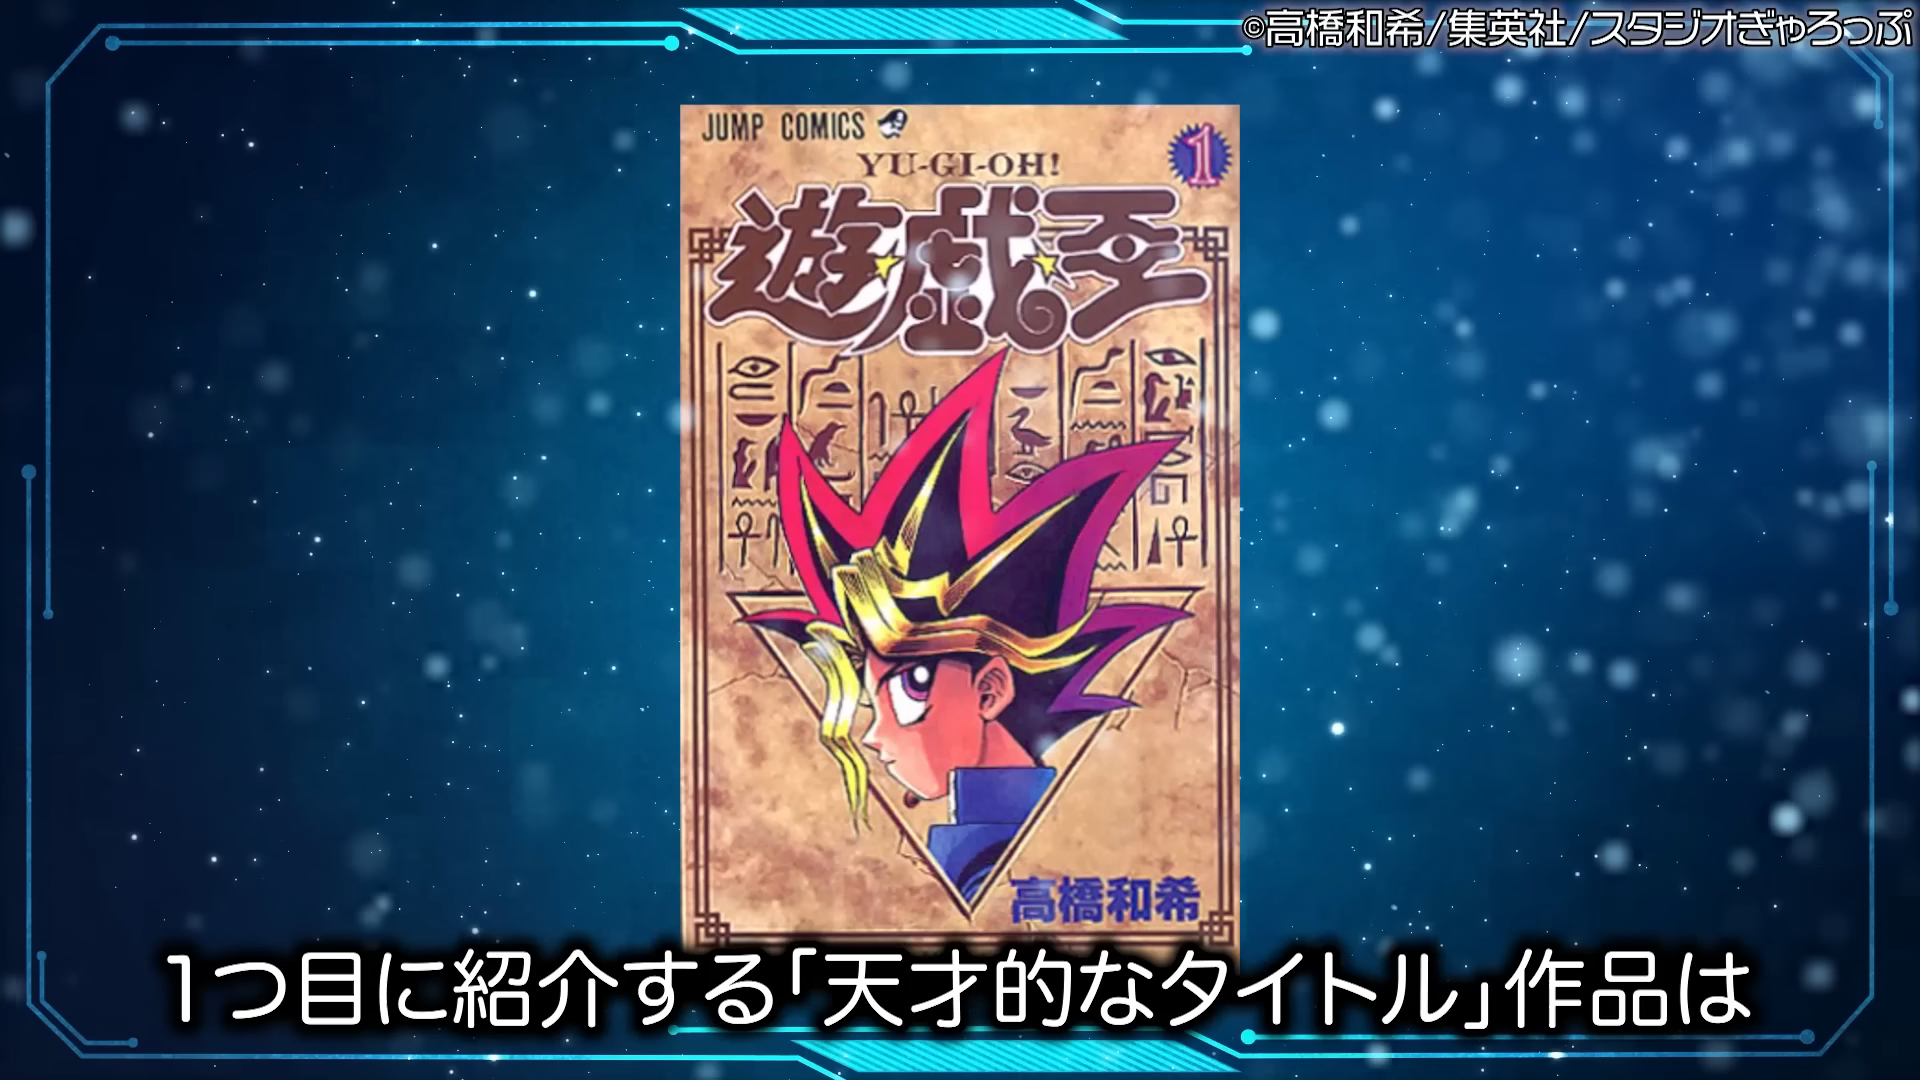 ©高橋和希/集英社/スタジオぎゃろっぷ
JUMP COMICS
1
YU-GI-OH!
遊☆戯☆王
高橋和希
1つ目に紹介する「天才的なタイトル」作品は